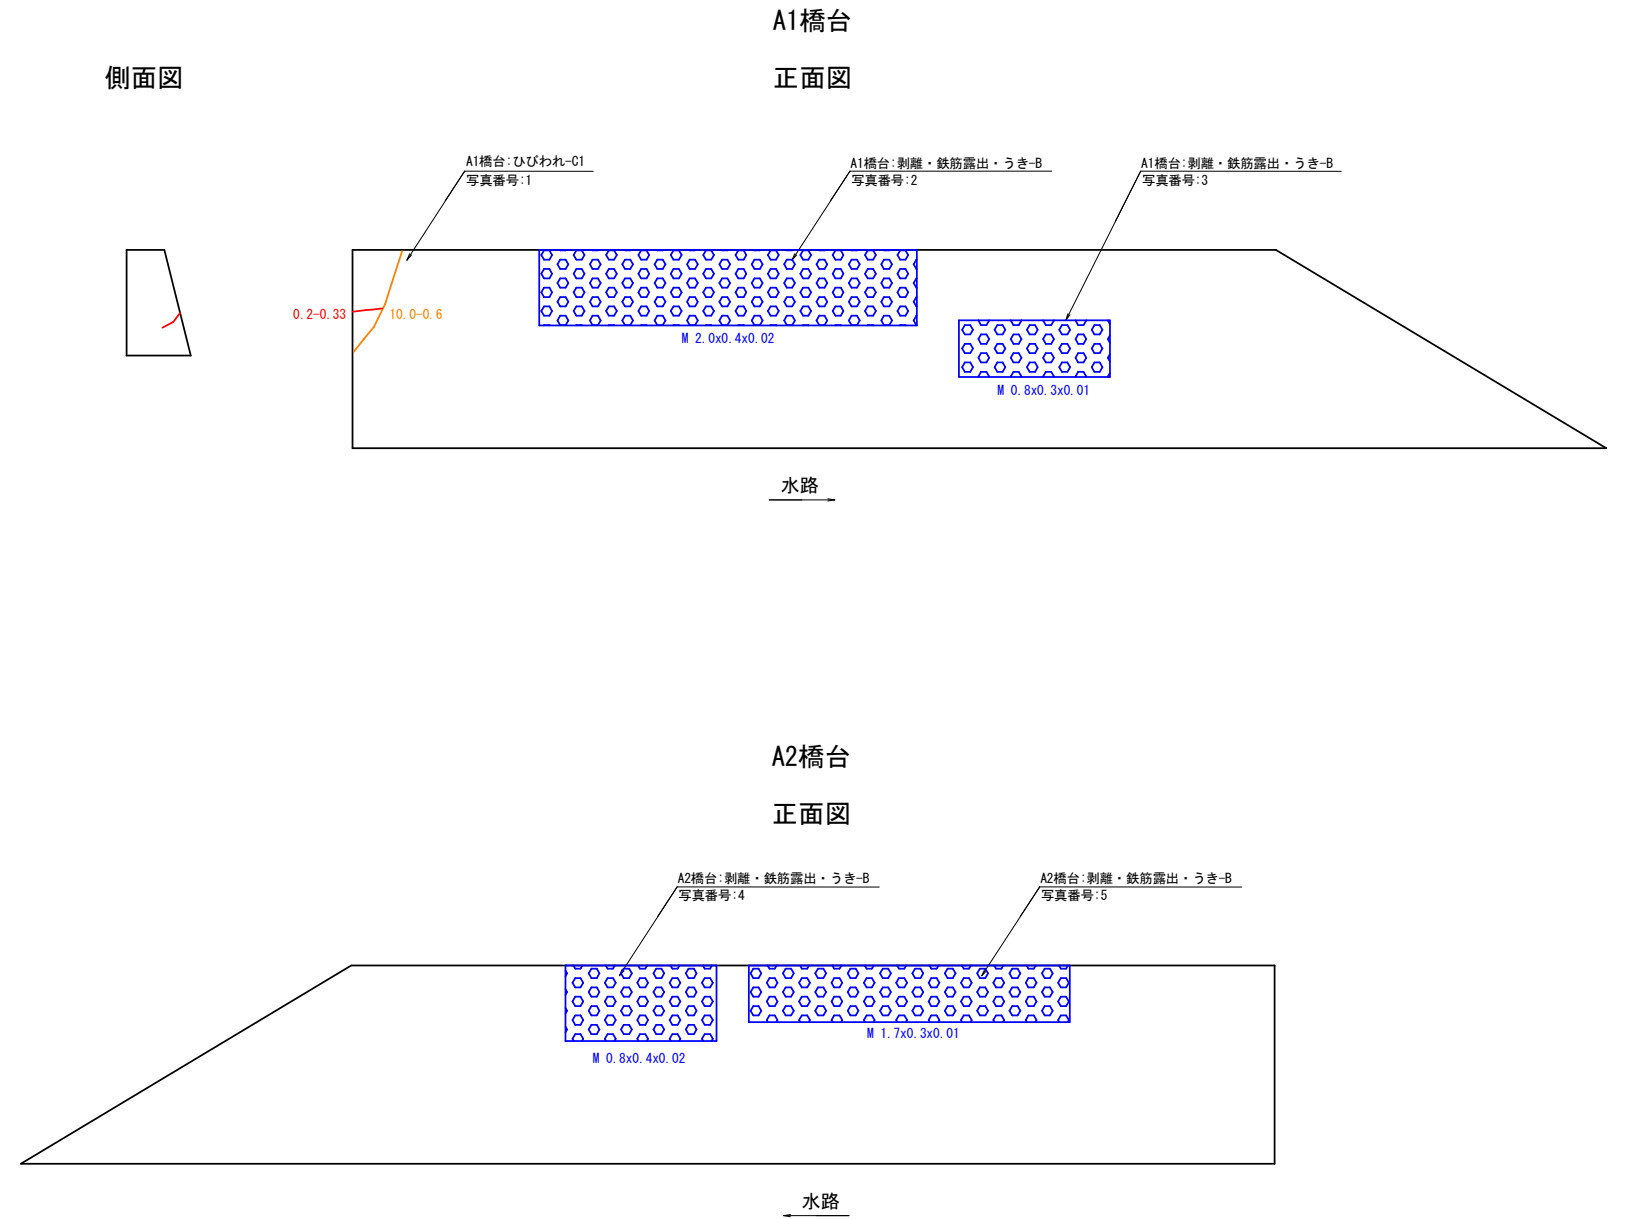 A1橋台
側面図
正面図
A1橋台:ひびわれ-C1
写真番号:1
A1橋台:剥離・鉄筋露出・うき-B
写真番号:2
A1橋台:剥離・鉄筋露出・うき-B
写真番号:3
0.2-0.33
10.0-0.6
M 2.0x0.4x0.02
M 0.8x0.3x0.01
水路
A2橋台
正面図
A2橋台:剥離・鉄筋露出・うき-B
写真番号:4
A2橋台:剥離・鉄筋露出・うき-B
写真番号:5
M 0.8x0.4x0.02
M 1.7x0.3x0.01
水路